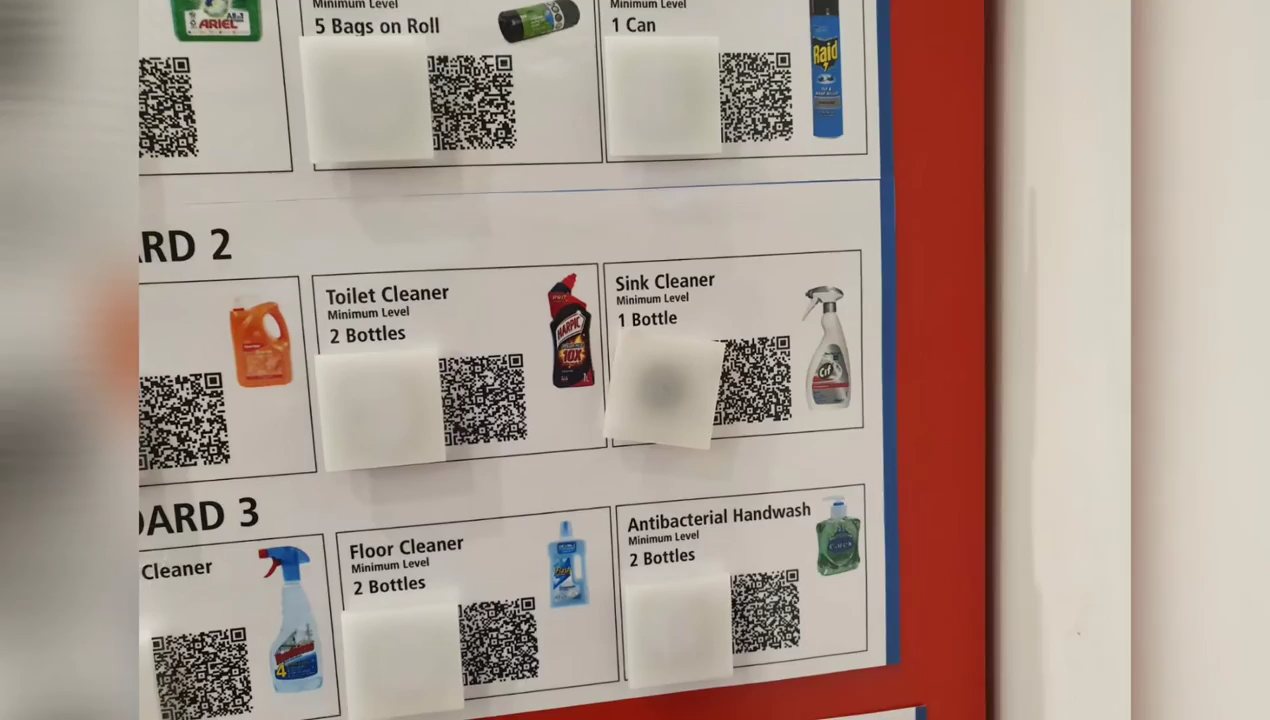 ARIEL
Minimum Level
5 Bags on Roll
Minimum Level
1 Can
Raid
ARD 2
Toilet Cleaner
Minimum Level
2 Bottles
HARPIC
10X
Sink Cleaner
Minimum Level
1 Bottle
Cif
ARD 3
Cleaner
4
Floor Cleaner
Minimum Level
2 Bottles
Antibacterial Handwash
Minimum Level
2 Bottles